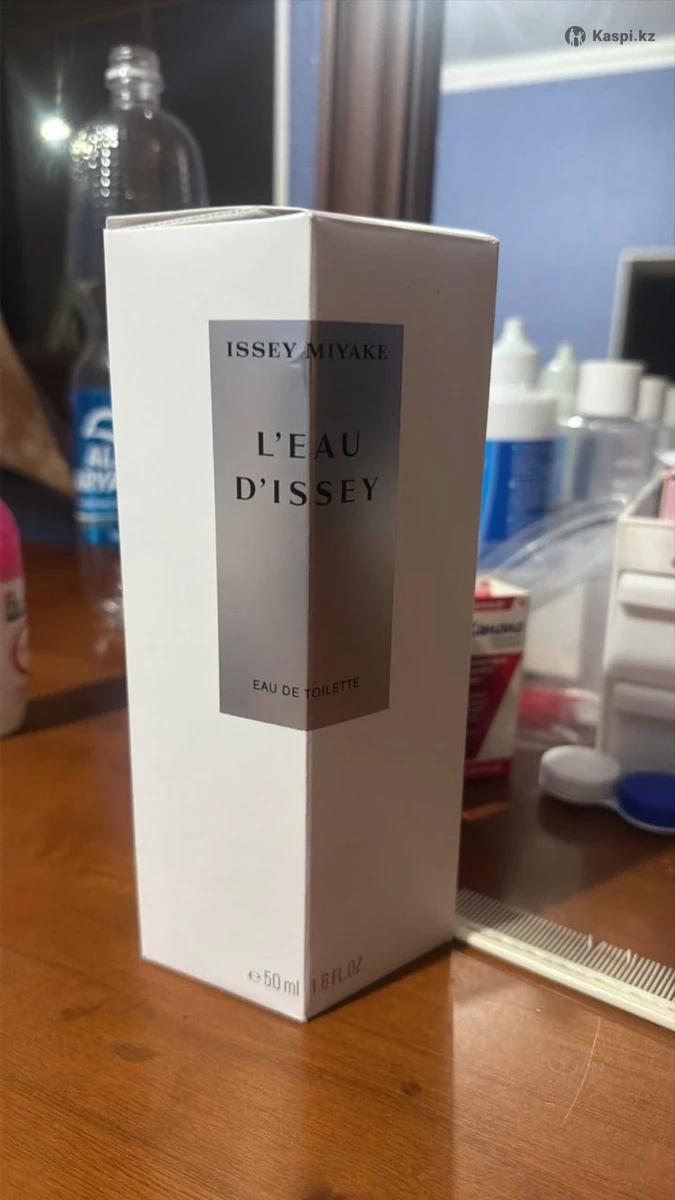 Kaspi.kz
ISSEY MIYAKE
L'EAU
D'ISSEY
EAU DE TOILETTE
℮50 ml 1.6 FL.OZ